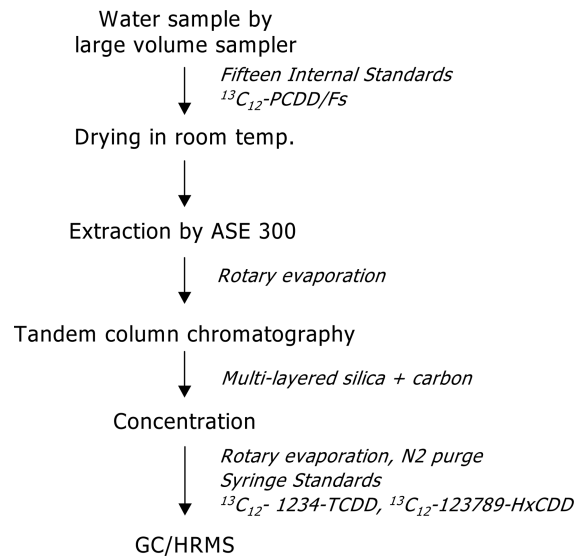 Water sample by
large volume sampler
Fifteen Internal Standards
¹³C₁₂-PCDD/Fs
Drying in room temp.
Extraction by ASE 300
Rotary evaporation
Tandem column chromatography
Multi-layered silica + carbon
Concentration
Rotary evaporation, N2 purge
Syringe Standards
¹³C₁₂- 1234-TCDD, ¹³C₁₂-123789-HxCDD
GC/HRMS